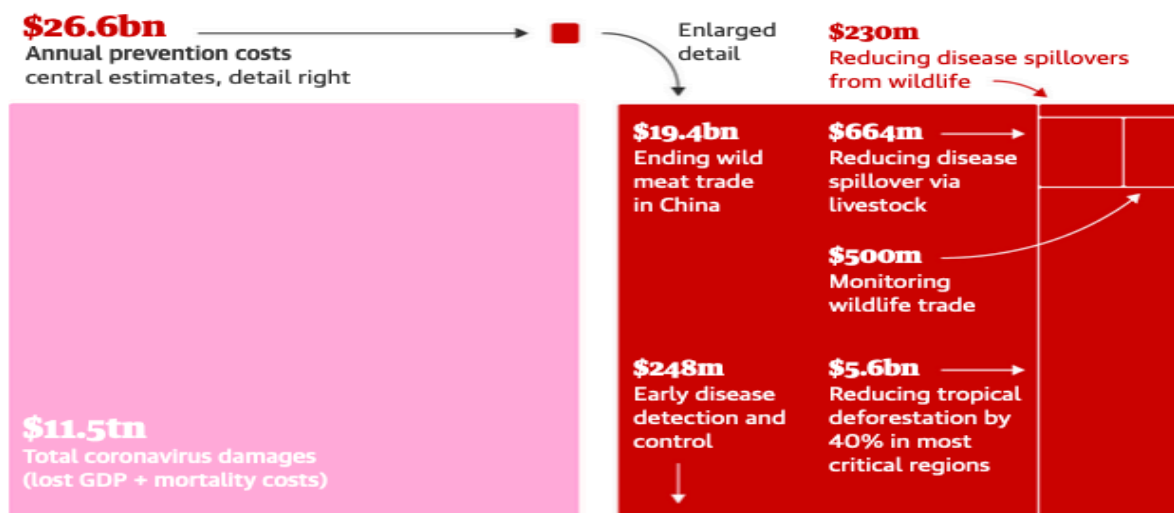 $26.6bn
Annual prevention costs
central estimates, detail right
Enlarged
detail
$230m
Reducing disease spillovers
from wildlife
$11.5tn
Total coronavirus damages
(lost GDP + mortality costs)
$19.4bn
Ending wild
meat trade
in China
$664m
Reducing disease
spillover via
livestock
$500m
Monitoring
wildlife trade
$248m
Early disease
detection and
control
$5.6bn
Reducing tropical
deforestation by
40% in most
critical regions